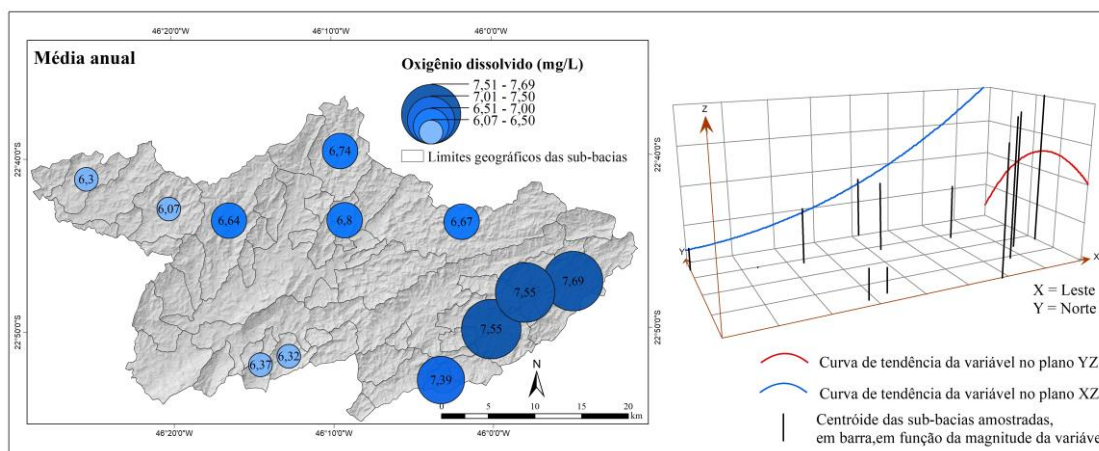 46°20'0"W 46°10'0"W 46°0'0"W
Média anual
Oxigênio dissolvido (mg/L)
7,51 - 7,69
7,01 - 7,50
6,51 - 7,00
6,07 - 6,50
Limites geográficos das sub-bacias
22°40'0"S
22°40'0"S
6,74
6,3
6,07
6,64
6,8
6,67
7,69
7,55
7,55
22°50'0"S
22°50'0"S
6,32
6,37
7,39
N
0 5 10 15 20
km
46°20'0"W 46°10'0"W 46°0'0"W
Z
Y
X
X = Leste
Y = Norte
Curva de tendência da variável no plano YZ
Curva de tendência da variável no plano XZ
Centróide das sub-bacias amostradas,
em barra,em função da magnitude da variáve